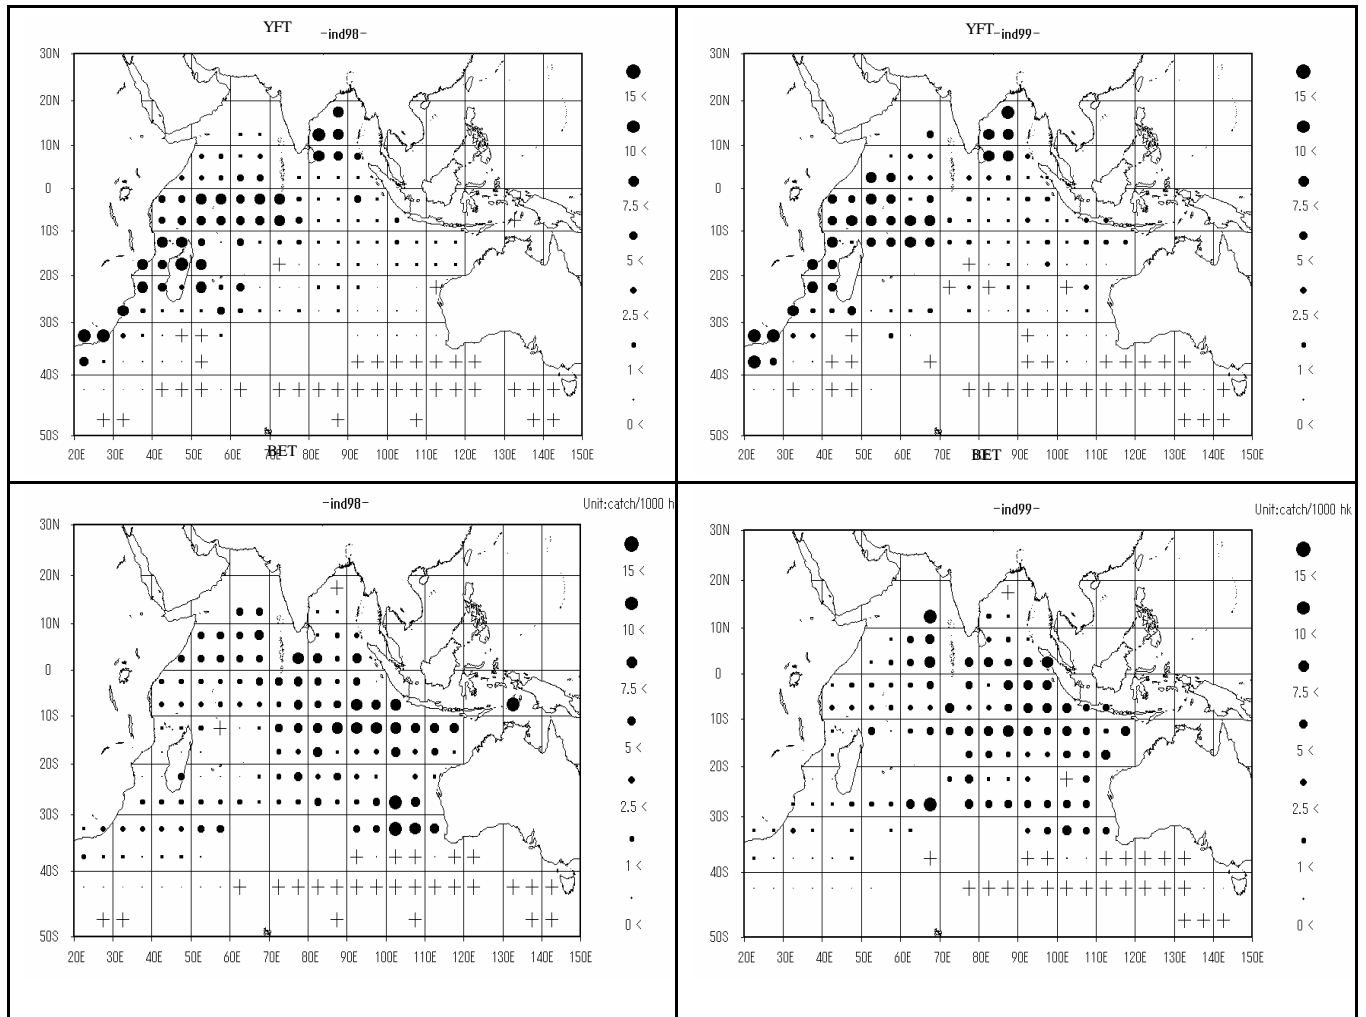 YFT
-ind98-
30N
20N
10N
0
10S
20S
30S
40S
50S
20E 30E 40E 50E 60E 70E 80E 90E 100E 110E 120E 130E 140E 150E
15 <
10 <
7.5 <
5 <
2.5 <
1 <
0 <
YFT
-ind99-
30N
20N
10N
0
10S
20S
30S
40S
50S
20E 30E 40E 50E 60E 70E 80E 90E 100E 110E 120E 130E 140E 150E
15 <
10 <
7.5 <
5 <
2.5 <
1 <
0 <
BET
-ind98-
Unit:catch/1000 h
30N
20N
10N
0
10S
20S
30S
40S
50S
20E 30E 40E 50E 60E 70E 80E 90E 100E 110E 120E 130E 140E 150E
15 <
10 <
7.5 <
5 <
2.5 <
1 <
0 <
BET
-ind99-
Unit:catch/1000 hk
30N
20N
10N
0
10S
20S
30S
40S
50S
20E 30E 40E 50E 60E 70E 80E 90E 100E 110E 120E 130E 140E 150E
15 <
10 <
7.5 <
5 <
2.5 <
1 <
0 <